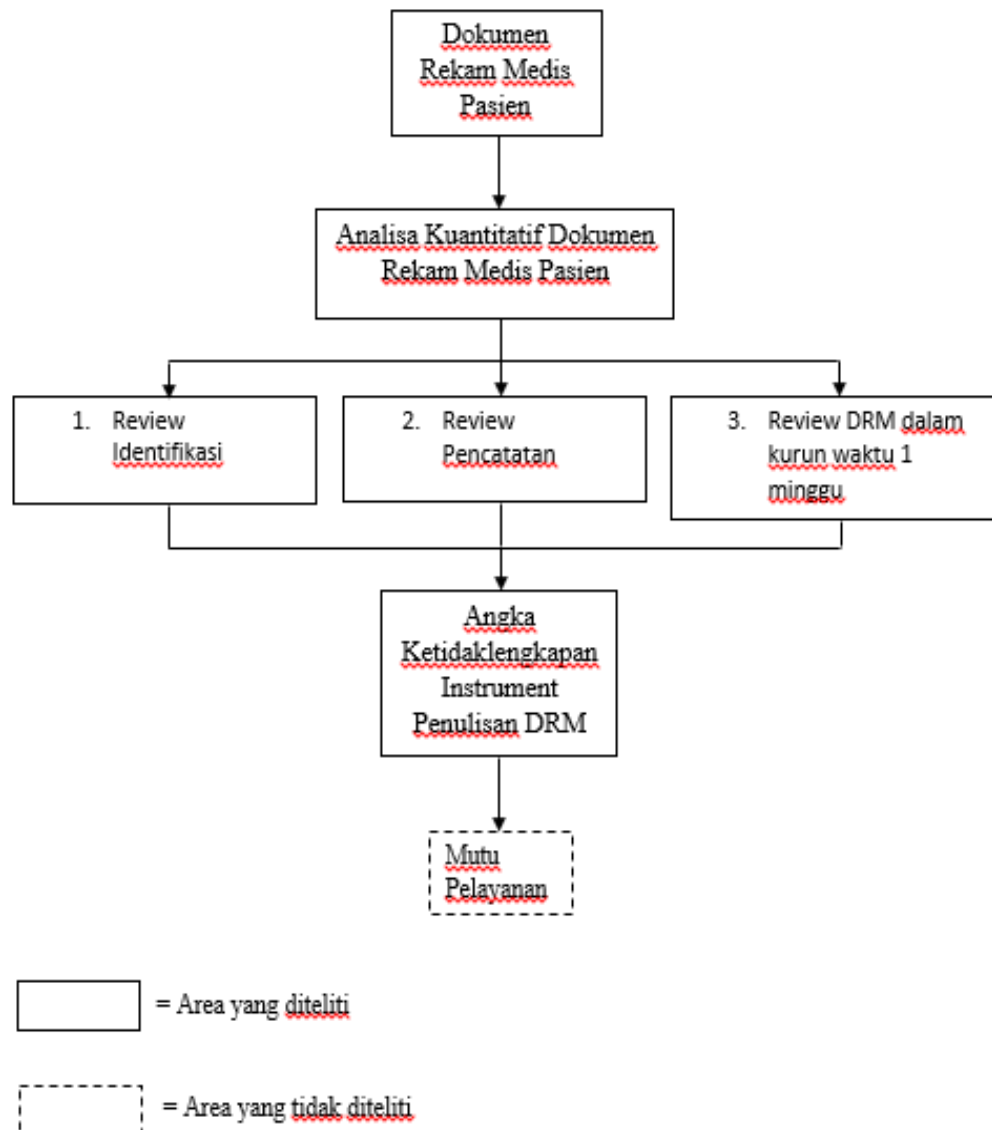 Dokumen
Rekam Medis
Pasien
Analisa Kuantitatif Dokumen
Rekam Medis Pasien
1. Review
Identifikasi
2. Review
Pencatatan
3. Review DRM dalam
kurun waktu 1
minggu
Angka
Ketidaklengkapan
Instrument
Penulisan DRM
Mutu
Pelayanan
= Area yang diteliti
= Area yang tidak diteliti